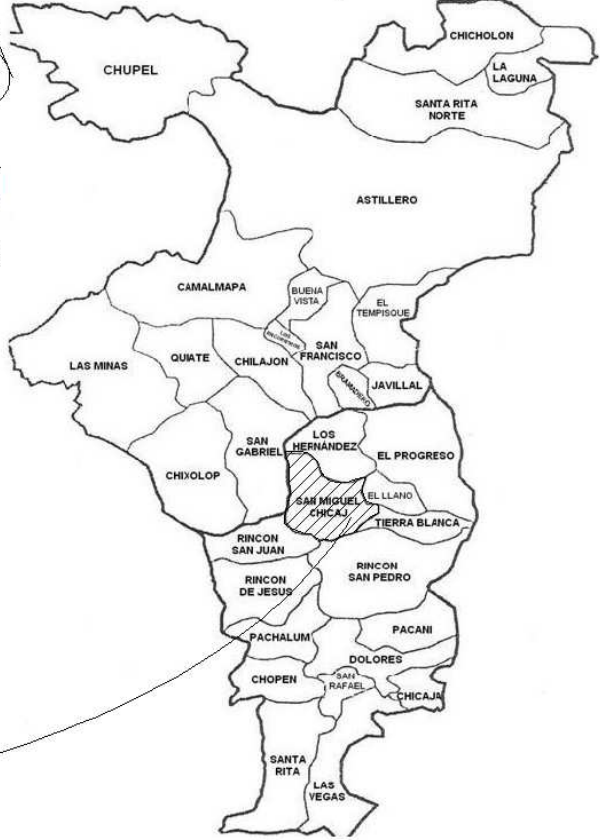 CHICHOLON
CHUPEL
LA
LAGUNA
SANTA RITA
NORTE
ASTILLERO
CAMALMAPA
BUENA
VISTA
EL
TEMPISQUE
SAN
FRANCISCO
LAS MINAS
QUIATE
CHILAJON
BRAMADERO
JAVILLAL
LOS
HERNÁNDEZ
SAN
GABRIEL
EL PROGRESO
CHIXOLOP
SAN MIGUEL
CHICAJ
EL LLANO
TIERRA BLANCA
RINCON
SAN JUAN
RINCON
DE JESUS
RINCON
SAN PEDRO
PACHALUM
PACANI
DOLORES
CHOPEN
SAN
RAFAEL
CHICAJA
SANTA
RITA
LAS
VEGAS